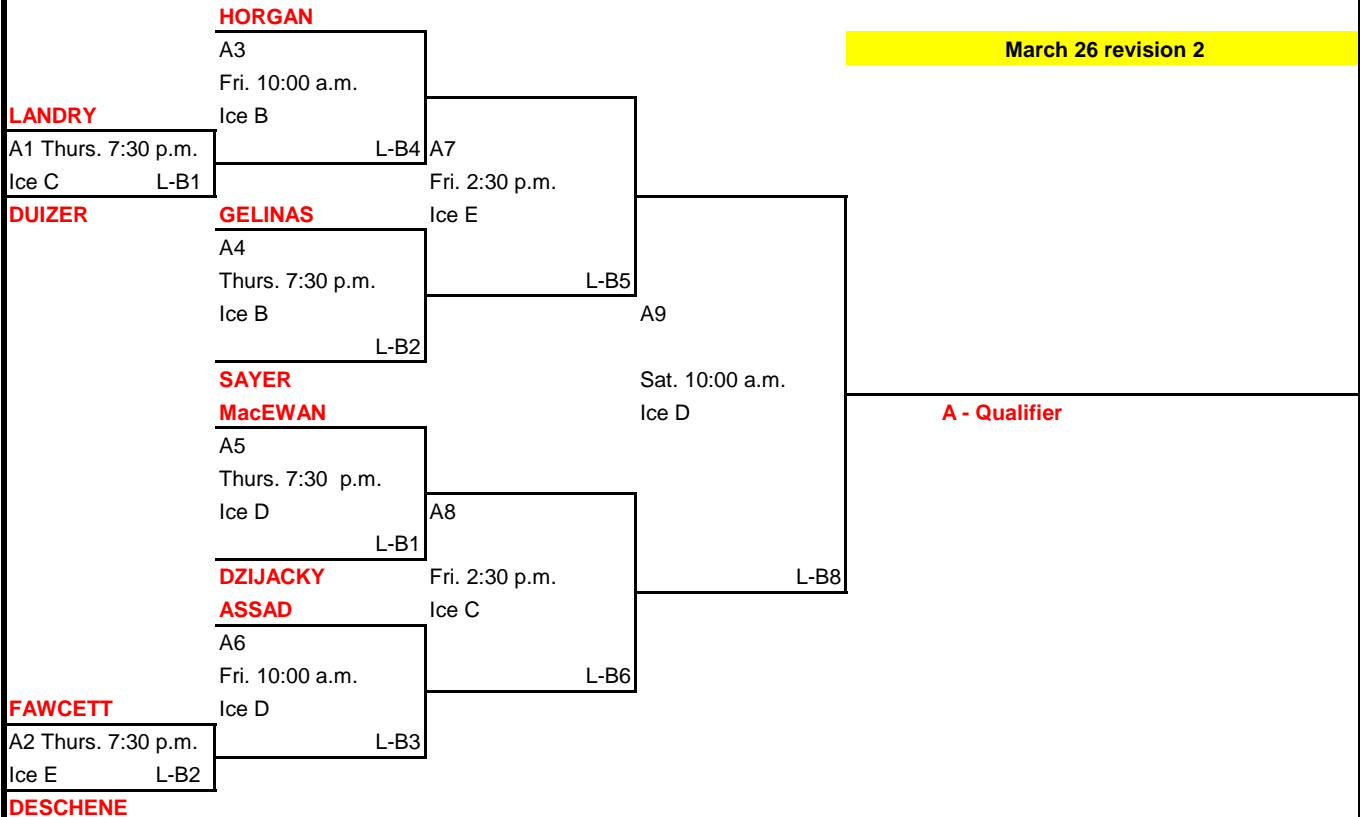 HORGAN
A3
March 26 revision 2
Fri. 10:00 a.m.
LANDRY
Ice B
A1 Thurs. 7:30 p.m.
L-B4
A7
Ice C L-B1
Fri. 2:30 p.m.
DUIZER
GELINAS
Ice E
A4
Thurs. 7:30 p.m.
L-B5
Ice B
A9
L-B2
SAYER
Sat. 10:00 a.m.
MacEWAN
Ice D
A - Qualifier
A5
Thurs. 7:30 p.m.
Ice D
A8
L-B1
DZIJACKY
Fri. 2:30 p.m.
L-B8
ASSAD
Ice C
A6
Fri. 10:00 a.m.
L-B6
FAWCETT
Ice D
A2 Thurs. 7:30 p.m.
L-B3
Ice E L-B2
DESCHENE